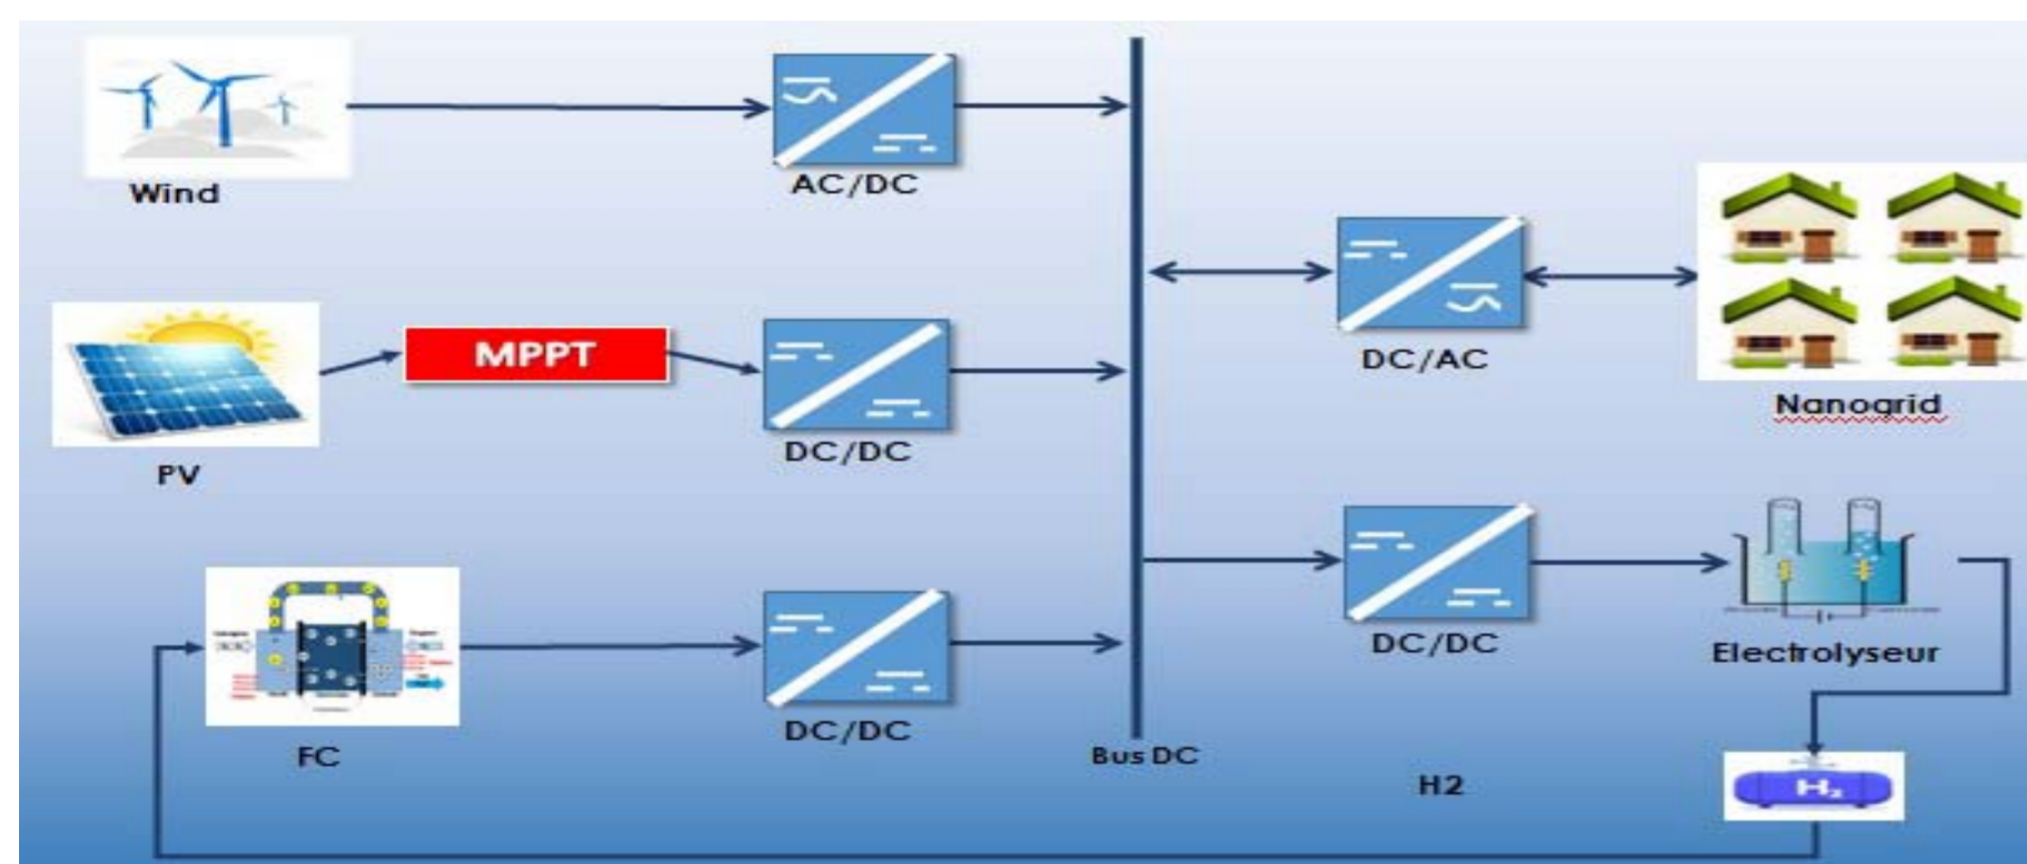 Wind
AC/DC
MPPT
PV
DC/DC
DC/AC
Nanogrid
FC
DC/DC
Bus DC
DC/DC
Electrolyseur
H2
H₂